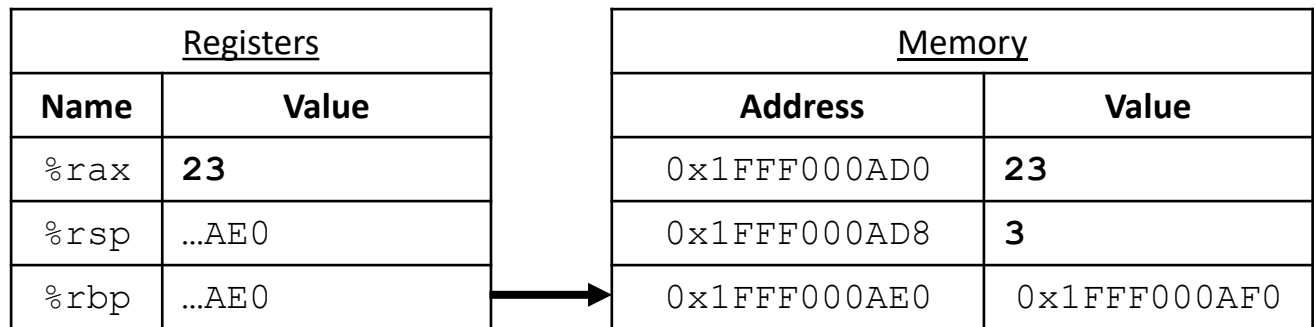 Registers Memory
Name Value Address Value
%rax 23 0x1FFF000AD0 23
%rsp …AE0 0x1FFF000AD8 3
%rbp …AE0 0x1FFF000AE0 0x1FFF000AF0